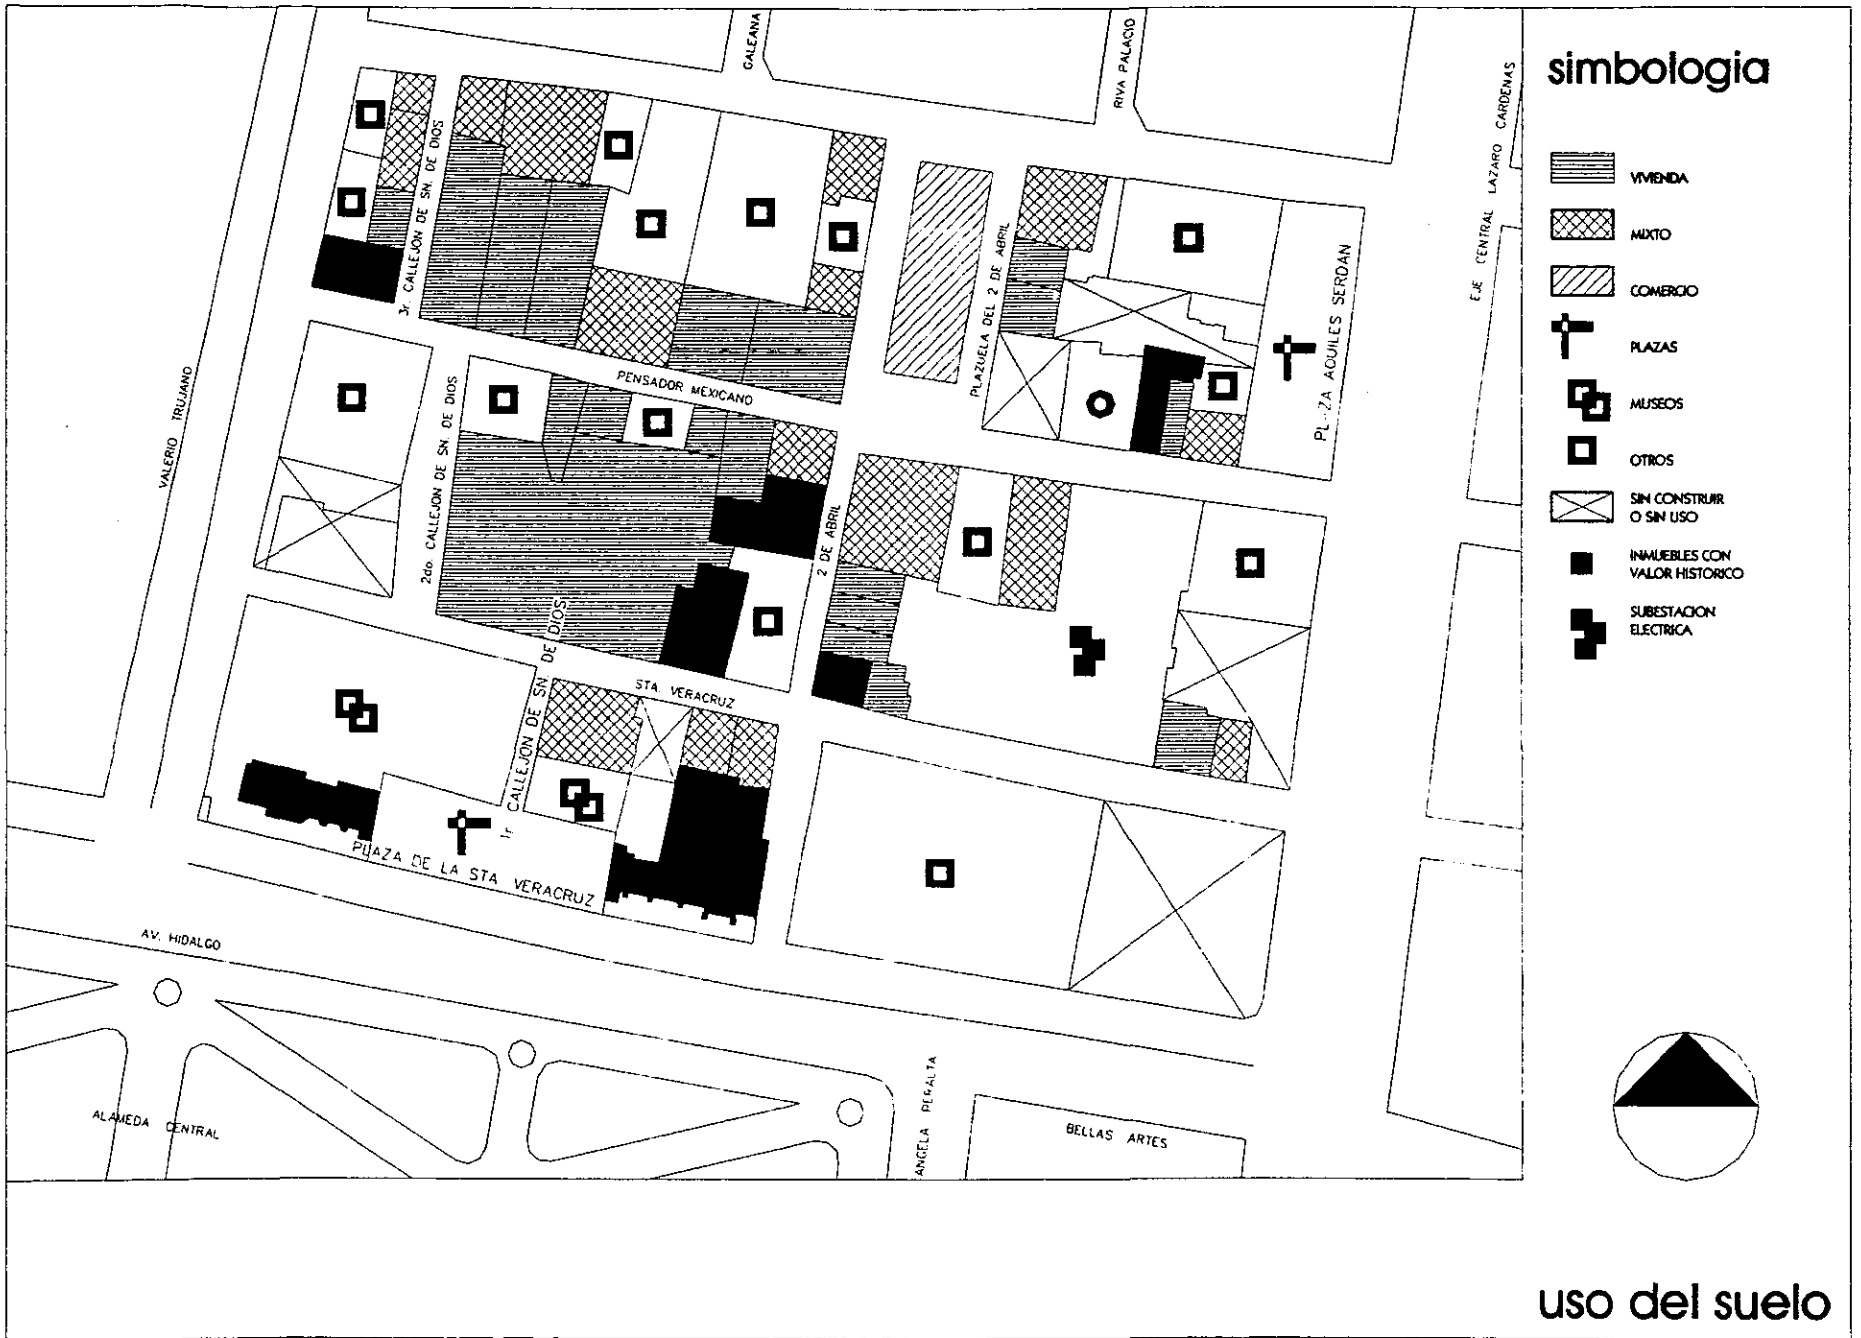 simbologia
VIVIENDA
MIXTO
COMERCIO
PLAZAS
MUSEOS
OTROS
SIN CONSTRUIR
O SIN USO
INMUEBLES CON
VALOR HISTORICO
SUBESTACION
ELECTRICA
GALEANA
RIVA PALACIO
EJE CENTRAL LAZARO CARDENAS
3r. CALLEJON DE SN. DE DIOS
PLAZUELA DEL 2 DE ABRIL
PL. ZA AQUILES SERDAN
VALERIO TRUJANO
PENSADOR MEXICANO
2do. CALLEJON DE SN. DE DIOS
2 DE ABRIL
1r CALLEJON DE SN. DE DIOS
STA. VERACRUZ
PLAZA DE LA STA VERACRUZ
AV. HIDALGO
ALAMEDA CENTRAL
ANGELA PERALTA
BELLAS ARTES
uso del suelo